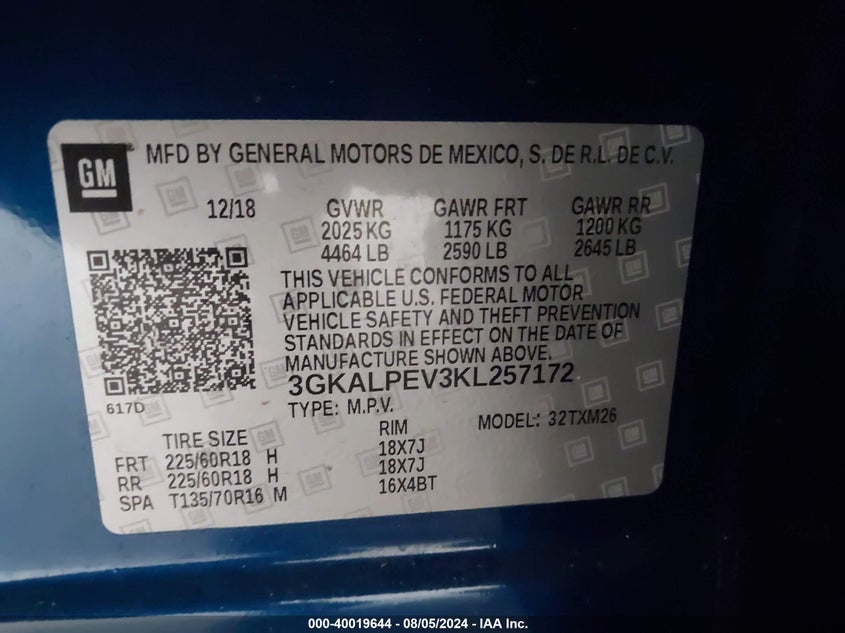 GM
MFD BY GENERAL MOTORS DE MEXICO, S. DE R.L. DE C.V.
12/18 GVWR GAWR FRT GAWR RR
2025 KG 1175 KG 1200 KG
4464 LB 2590 LB 2645 LB
THIS VEHICLE CONFORMS TO ALL
APPLICABLE U.S. FEDERAL MOTOR
VEHICLE SAFETY AND THEFT PREVENTION
STANDARDS IN EFFECT ON THE DATE OF
MANUFACTURE SHOWN ABOVE.
3GKALPEV3KL257172
617D
TYPE: M.P.V. MODEL: 32TXM26
TIRE SIZE RIM
FRT 225/60R18 H 18X7J
RR 225/60R18 H 18X7J
SPA T135/70R16 M 16X4BT
000-40019644 - 08/05/2024 - IAA Inc.